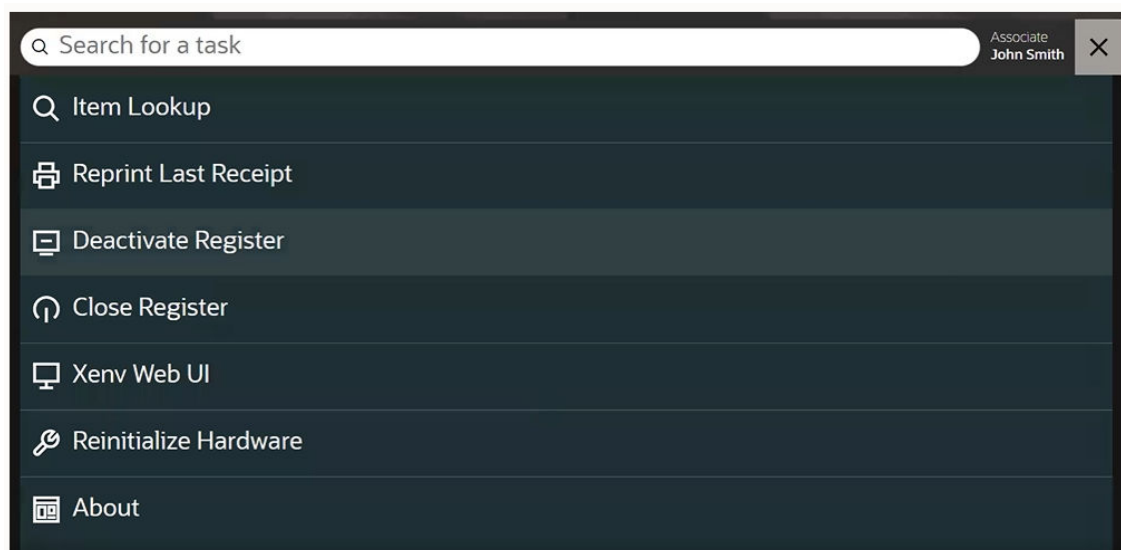 Search for a task
Associate
John Smith
Item Lookup
Reprint Last Receipt
Deactivate Register
Close Register
Xenv Web UI
Reinitialize Hardware
About